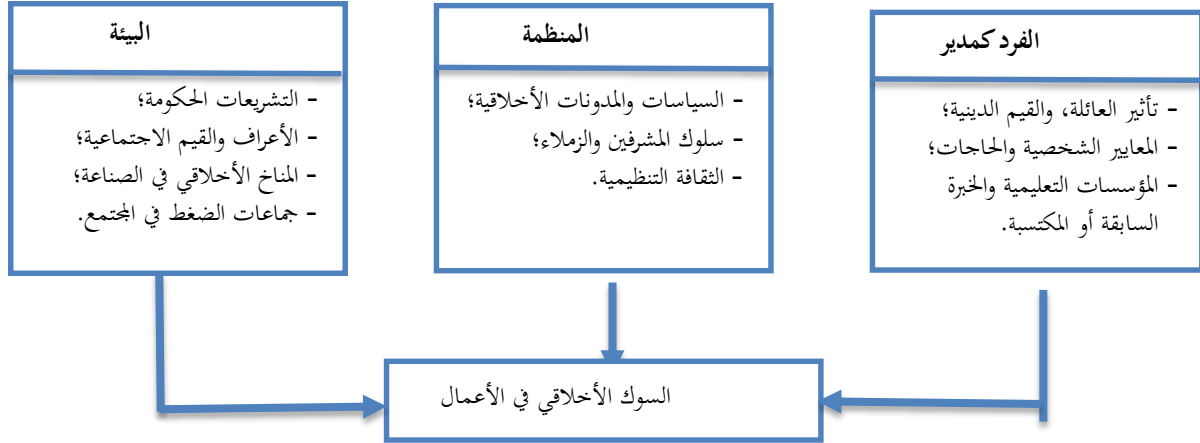 الفرد كمدير
- تأثير العائلة، والقيم الدينية؛
- المعايير الشخصية والحاجات؛
- المؤسسات التعليمية والخبرة
السابقة أو المكتسبة.
المنظمة
- السياسات والمدونات الأخلاقية؛
- سلوك المشرفين والزملاء؛
- الثقافة التنظيمية.
البيئة
- التشريعات الحكومة؛
- الأعراف والقيم الاجتماعية؛
- المناخ الأخلاقي في الصناعة؛
- جماعات الضغط في المجتمع.
السوك الأخلاقي في الأعمال